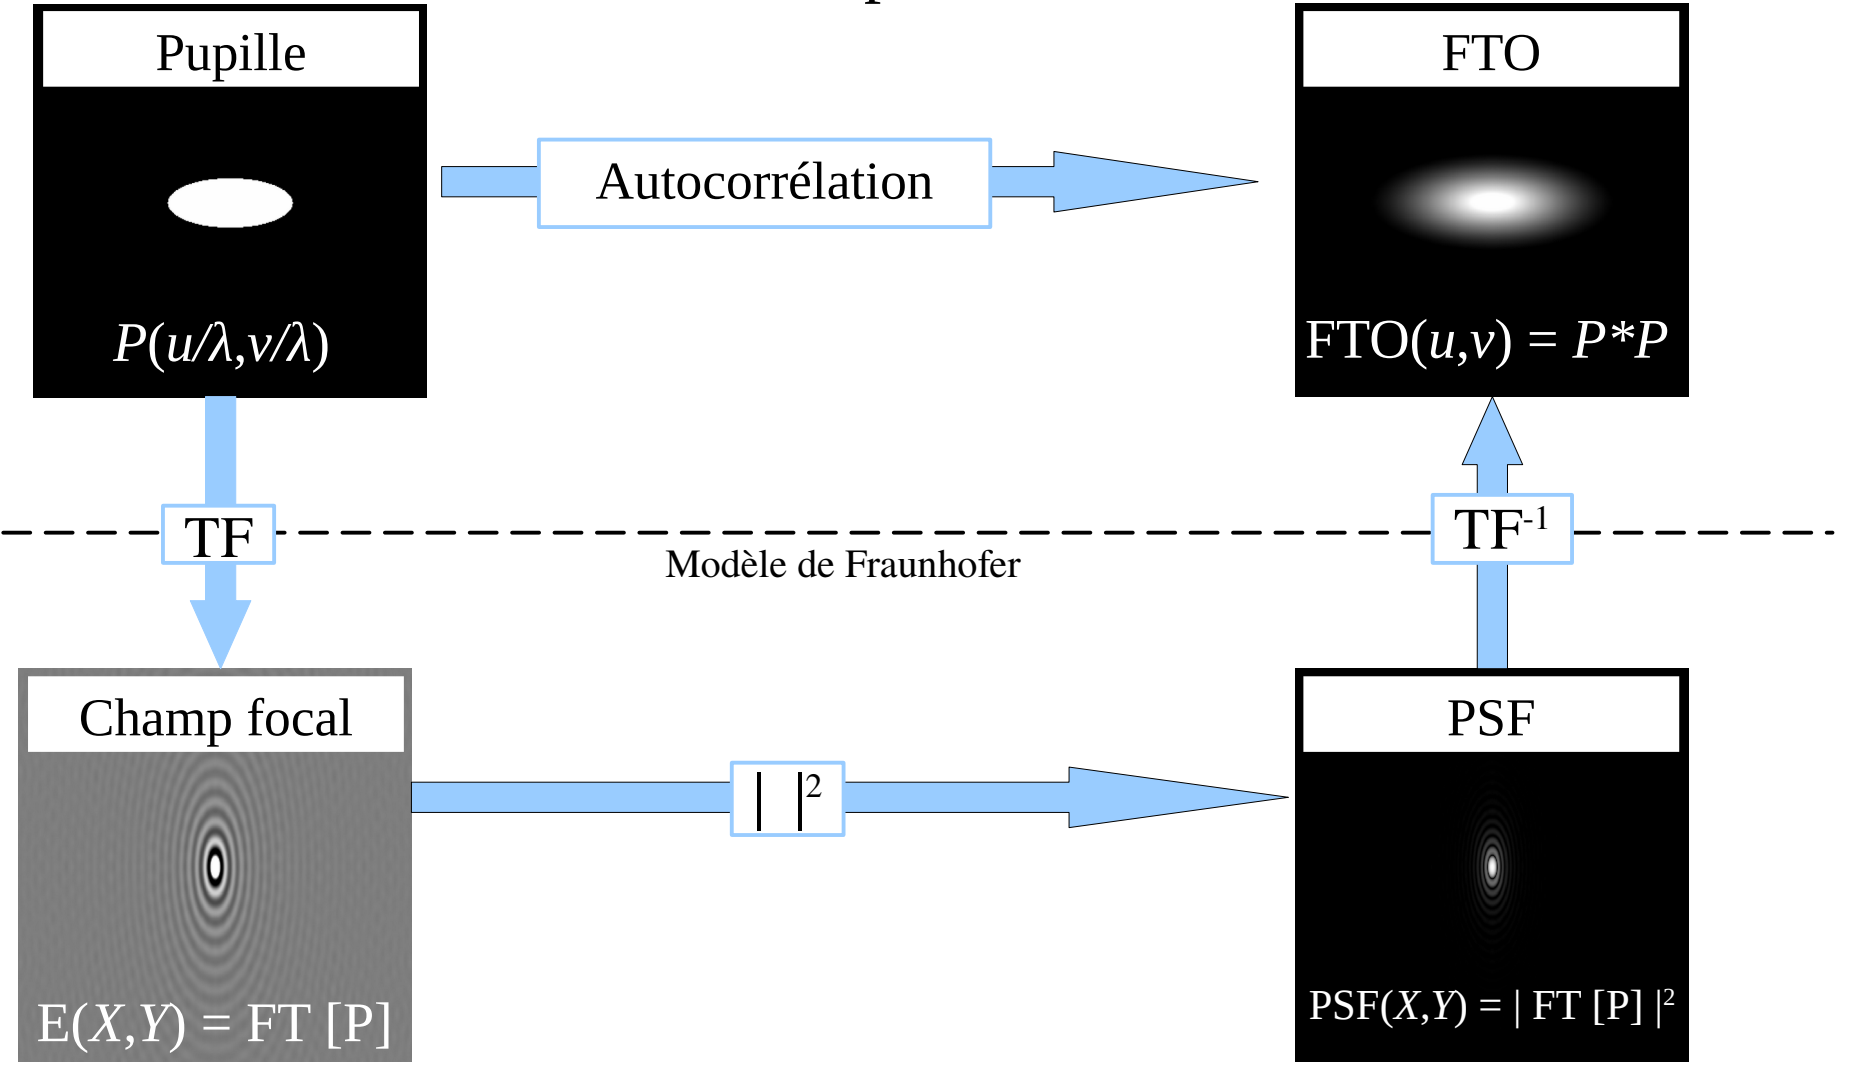 Pupille
FTO
Autocorrélation
P(u/λ,v/λ)
FTO(u,v) = P*P
TF
TF-1
Modèle de Fraunhofer
Champ focal
PSF
| |2
E(X,Y) = FT [P]
PSF(X,Y) = | FT [P] |2